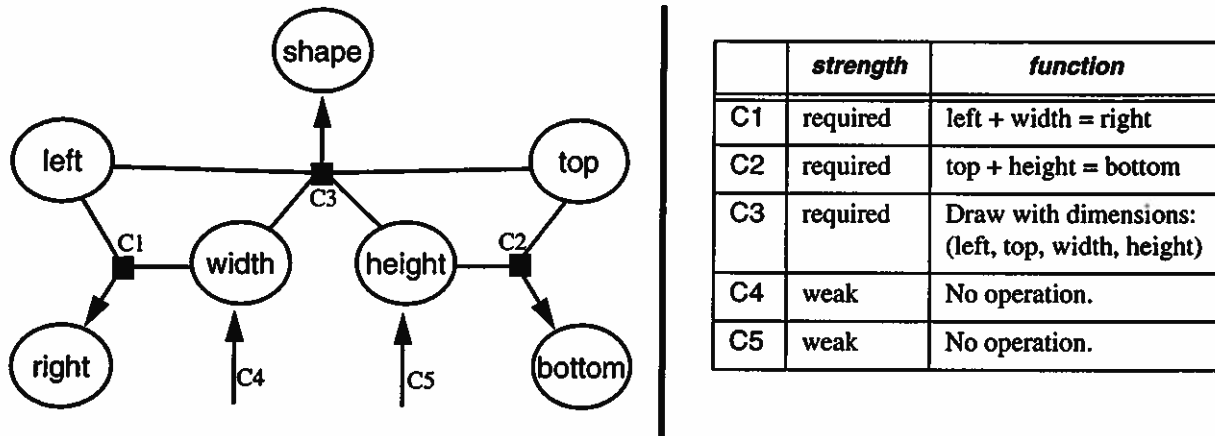 shape
left
top
C3
C1
C2
width
height
right
bottom
C4
C5
strength function
C1 required left + width = right
C2 required top + height = bottom
C3 required Draw with dimensions:
(left, top, width, height)
C4 weak No operation.
C5 weak No operation.